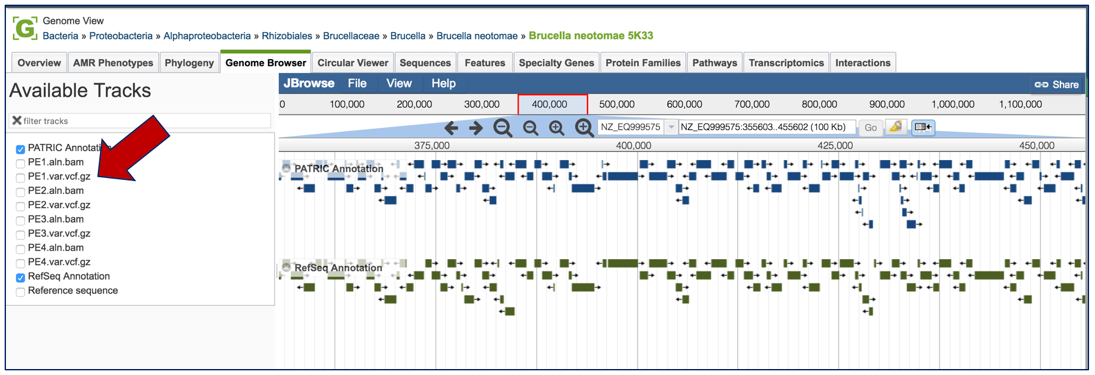 Genome View
Bacteria » Proteobacteria » Alphaproteobacteria » Rhizobiales » Brucellaceae » Brucella » Brucella neotomae » Brucella neotomae 5K33
Overview AMR Phenotypes Phylogeny Genome Browser Circular Viewer Sequences Features Specialty Genes Protein Families Pathways Transcriptomics Interactions
Available Tracks
filter tracks
PATRIC Annotation
PE1.aln.bam
PE1.var.vcf.gz
PE2.aln.bam
PE2.var.vcf.gz
PE3.aln.bam
PE3.var.vcf.gz
PE4.aln.bam
PE4.var.vcf.gz
RefSeq Annotation
Reference sequence
JBrowse File View Help Share
0 100,000 200,000 300,000 400,000 500,000 600,000 700,000 800,000 900,000 1,000,000 1,100,000
NZ_EQ999575 NZ_EQ999575:355603..455602 (100 Kb) Go
375,000 400,000 425,000 450,000
PATRIC Annotation
RefSeq Annotation